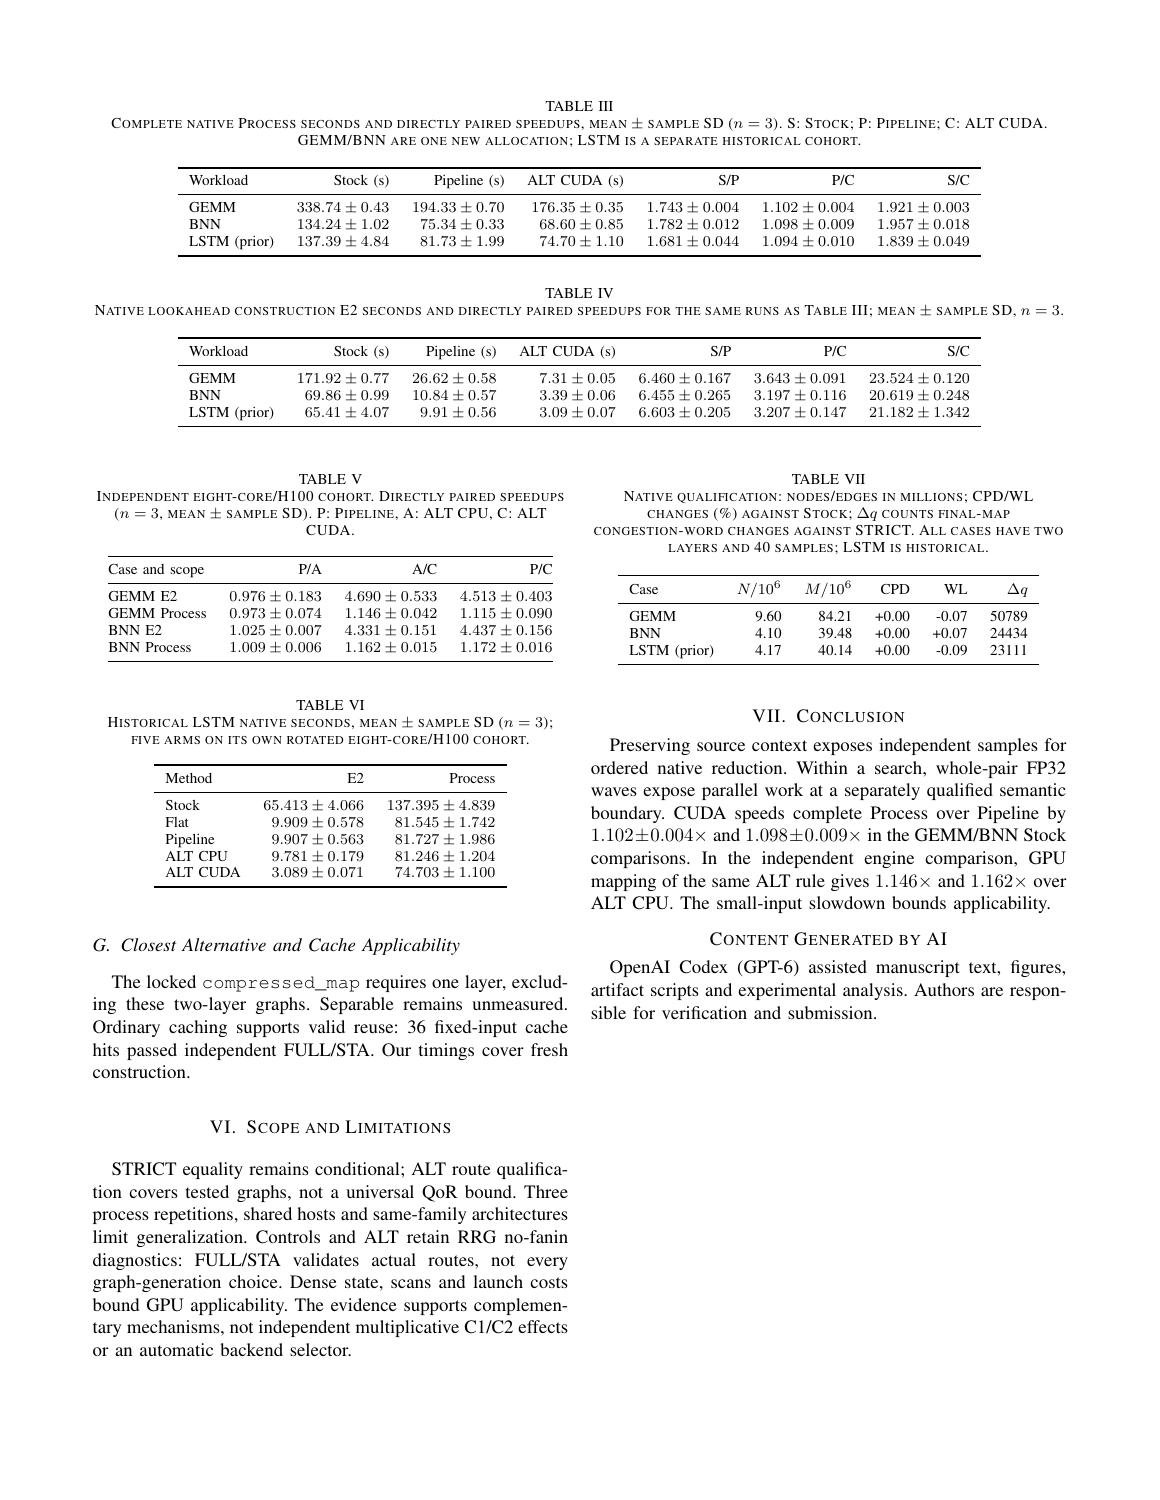 TABLE III
COMPLETE NATIVE PROCESS SECONDS AND DIRECTLY PAIRED SPEEDUPS, MEAN ± SAMPLE SD (n = 3). S: STOCK; P: PIPELINE; C: ALT CUDA.
GEMM/BNN ARE ONE NEW ALLOCATION; LSTM IS A SEPARATE HISTORICAL COHORT.
Workload Stock (s) Pipeline (s) ALT CUDA (s) S/P P/C S/C
GEMM 338.74 ± 0.43 194.33 ± 0.70 176.35 ± 0.35 1.743 ± 0.004 1.102 ± 0.004 1.921 ± 0.003
BNN 134.24 ± 1.02 75.34 ± 0.33 68.60 ± 0.85 1.782 ± 0.012 1.098 ± 0.009 1.957 ± 0.018
LSTM (prior) 137.39 ± 4.84 81.73 ± 1.99 74.70 ± 1.10 1.681 ± 0.044 1.094 ± 0.010 1.839 ± 0.049
TABLE IV
NATIVE LOOKAHEAD CONSTRUCTION E2 SECONDS AND DIRECTLY PAIRED SPEEDUPS FOR THE SAME RUNS AS TABLE III; MEAN ± SAMPLE SD, n = 3.
Workload Stock (s) Pipeline (s) ALT CUDA (s) S/P P/C S/C
GEMM 171.92 ± 0.77 26.62 ± 0.58 7.31 ± 0.05 6.460 ± 0.167 3.643 ± 0.091 23.524 ± 0.120
BNN 69.86 ± 0.99 10.84 ± 0.57 3.39 ± 0.06 6.455 ± 0.265 3.197 ± 0.116 20.619 ± 0.248
LSTM (prior) 65.41 ± 4.07 9.91 ± 0.56 3.09 ± 0.07 6.603 ± 0.205 3.207 ± 0.147 21.182 ± 1.342
TABLE V
INDEPENDENT EIGHT-CORE/H100 COHORT. DIRECTLY PAIRED SPEEDUPS
(n = 3, MEAN ± SAMPLE SD). P: PIPELINE, A: ALT CPU, C: ALT
CUDA.
Case and scope P/A A/C P/C
GEMM E2 0.976 ± 0.183 4.690 ± 0.533 4.513 ± 0.403
GEMM Process 0.973 ± 0.074 1.146 ± 0.042 1.115 ± 0.090
BNN E2 1.025 ± 0.007 4.331 ± 0.151 4.437 ± 0.156
BNN Process 1.009 ± 0.006 1.162 ± 0.015 1.172 ± 0.016
TABLE VI
HISTORICAL LSTM NATIVE SECONDS, MEAN ± SAMPLE SD (n = 3);
FIVE ARMS ON ITS OWN ROTATED EIGHT-CORE/H100 COHORT.
Method E2 Process
Stock 65.413 ± 4.066 137.395 ± 4.839
Flat 9.909 ± 0.578 81.545 ± 1.742
Pipeline 9.907 ± 0.563 81.727 ± 1.986
ALT CPU 9.781 ± 0.179 81.246 ± 1.204
ALT CUDA 3.089 ± 0.071 74.703 ± 1.100
G. Closest Alternative and Cache Applicability
The locked compressed_map requires one layer, exclud-
ing these two-layer graphs. Separable remains unmeasured.
Ordinary caching supports valid reuse: 36 fixed-input cache
hits passed independent FULL/STA. Our timings cover fresh
construction.
VI. SCOPE AND LIMITATIONS
STRICT equality remains conditional; ALT route qualifica-
tion covers tested graphs, not a universal QoR bound. Three
process repetitions, shared hosts and same-family architectures
limit generalization. Controls and ALT retain RRG no-fanin
diagnostics: FULL/STA validates actual routes, not every
graph-generation choice. Dense state, scans and launch costs
bound GPU applicability. The evidence supports complemen-
tary mechanisms, not independent multiplicative C1/C2 effects
or an automatic backend selector.
TABLE VII
NATIVE QUALIFICATION: NODES/EDGES IN MILLIONS; CPD/WL
CHANGES (%) AGAINST STOCK; Δq COUNTS FINAL-MAP
CONGESTION-WORD CHANGES AGAINST STRICT. ALL CASES HAVE TWO
LAYERS AND 40 SAMPLES; LSTM IS HISTORICAL.
Case N/10⁶ M/10⁶ CPD WL Δq
GEMM 9.60 84.21 +0.00 -0.07 50789
BNN 4.10 39.48 +0.00 +0.07 24434
LSTM (prior) 4.17 40.14 +0.00 -0.09 23111
VII. CONCLUSION
Preserving source context exposes independent samples for
ordered native reduction. Within a search, whole-pair FP32
waves expose parallel work at a separately qualified semantic
boundary. CUDA speeds complete Process over Pipeline by
1.102±0.004× and 1.098±0.009× in the GEMM/BNN Stock
comparisons. In the independent engine comparison, GPU
mapping of the same ALT rule gives 1.146× and 1.162× over
ALT CPU. The small-input slowdown bounds applicability.
CONTENT GENERATED BY AI
OpenAI Codex (GPT-6) assisted manuscript text, figures,
artifact scripts and experimental analysis. Authors are respon-
sible for verification and submission.